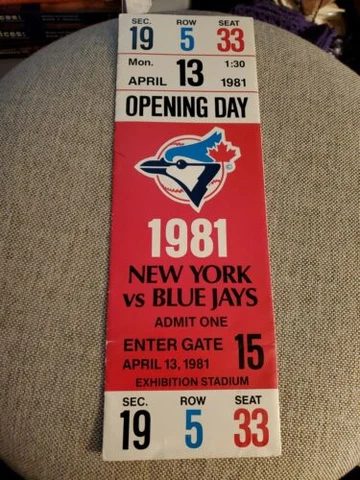 SEC. ROW SEAT
19 5 33
Mon. 1:30
APRIL 13 1981
OPENING DAY
1981
NEW YORK
vs BLUE JAYS
ADMIT ONE
ENTER GATE 15
APRIL 13, 1981
EXHIBITION STADIUM
SEC. ROW SEAT
19 5 33